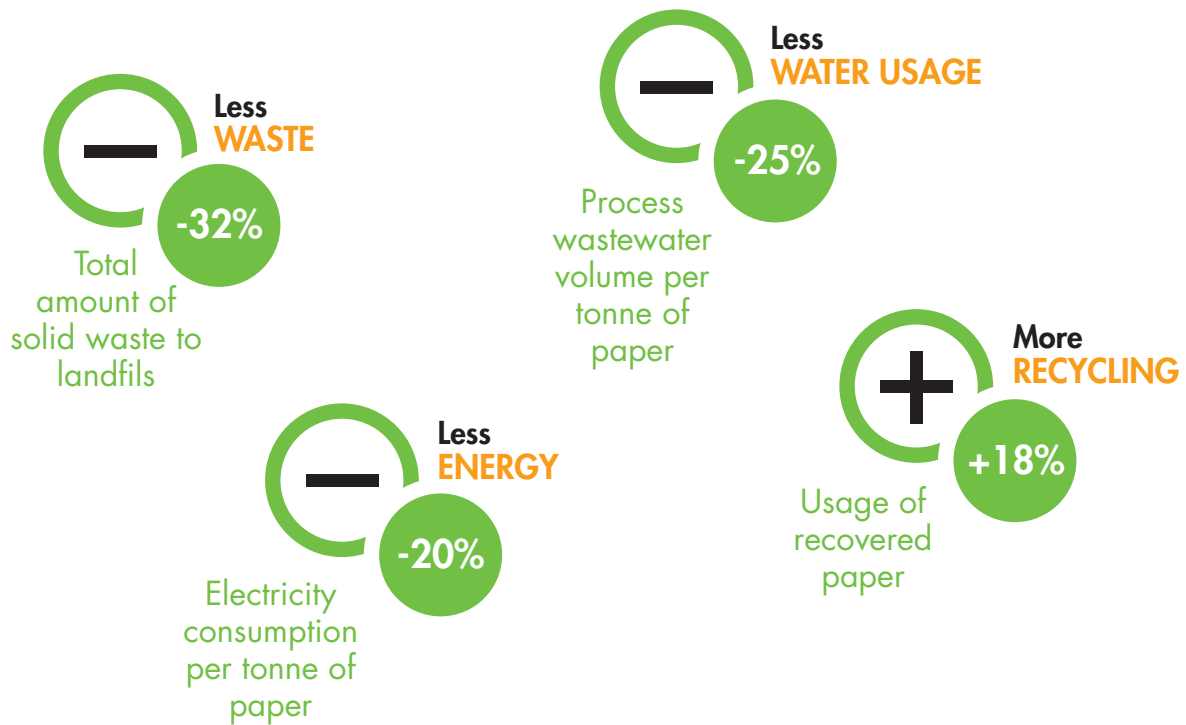 Less
WASTE
-32%
Total
amount of
solid waste to
landfils
Less
WATER USAGE
-25%
Process
wastewater
volume per
tonne of
paper
Less
ENERGY
-20%
Electricity
consumption
per tonne of
paper
More
RECYCLING
+18%
Usage of
recovered
paper